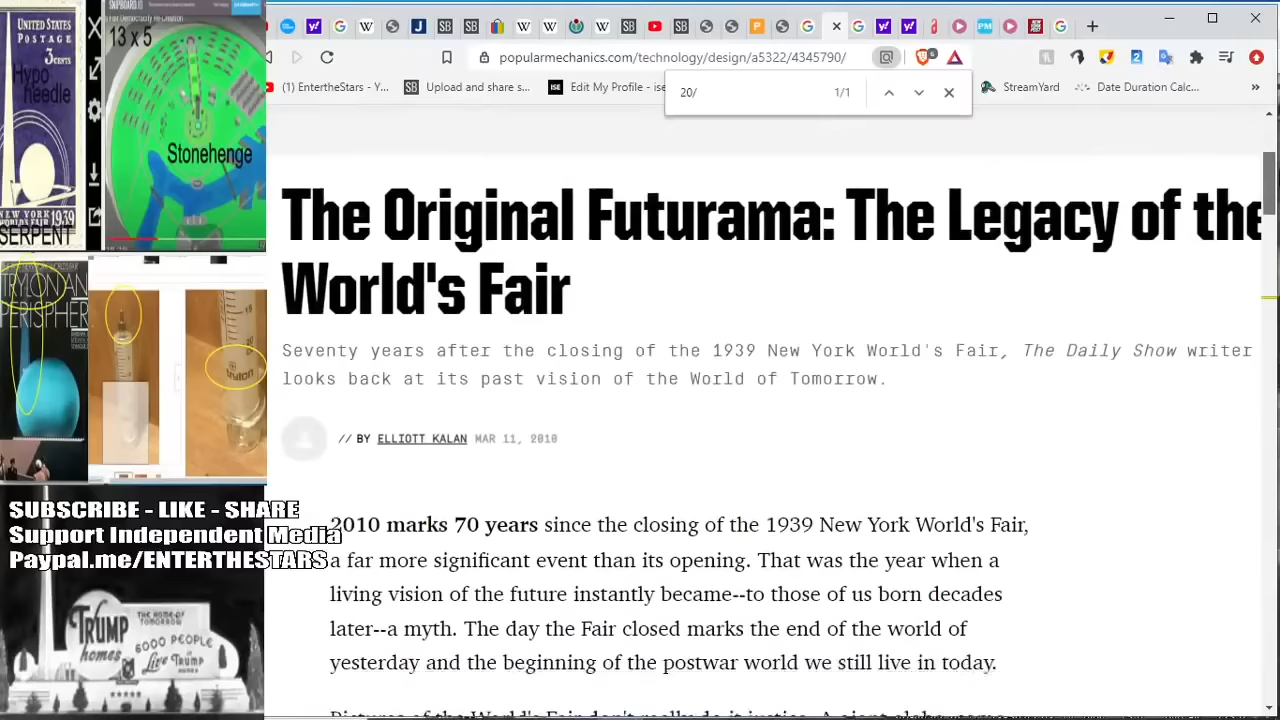 UNITED STATES
POSTAGE
3
CENTS
Hypo
needle
NEW YORK
WORLD'S FAIR 1939
SERPENT
13 x 5
Stonehenge
TRYLON AN
PERISPHER
SUBSCRIBE - LIKE - SHARE
Support Independent Media
Paypal.me/ENTERTHESTARS
TRUMP
homes
THE HOME OF
TOMORROW
6000 PEOPLE
Live in TRUMP
HOMES
popularmechanics.com/technology/design/a5322/4345790/
(1) EntertheStars - Y...
Upload and share s...
Edit My Profile - ise
StreamYard
Date Duration Calc...
20/
1/1
The Original Futurama: The Legacy of the
World's Fair
Seventy years after the closing of the 1939 New York World's Fair, The Daily Show writer
looks back at its past vision of the World of Tomorrow.
// BY ELLIOTT KALAN MAR 11, 2010
2010 marks 70 years since the closing of the 1939 New York World's Fair,
a far more significant event than its opening. That was the year when a
living vision of the future instantly became--to those of us born decades
later--a myth. The day the Fair closed marks the end of the world of
yesterday and the beginning of the postwar world we still live in today.